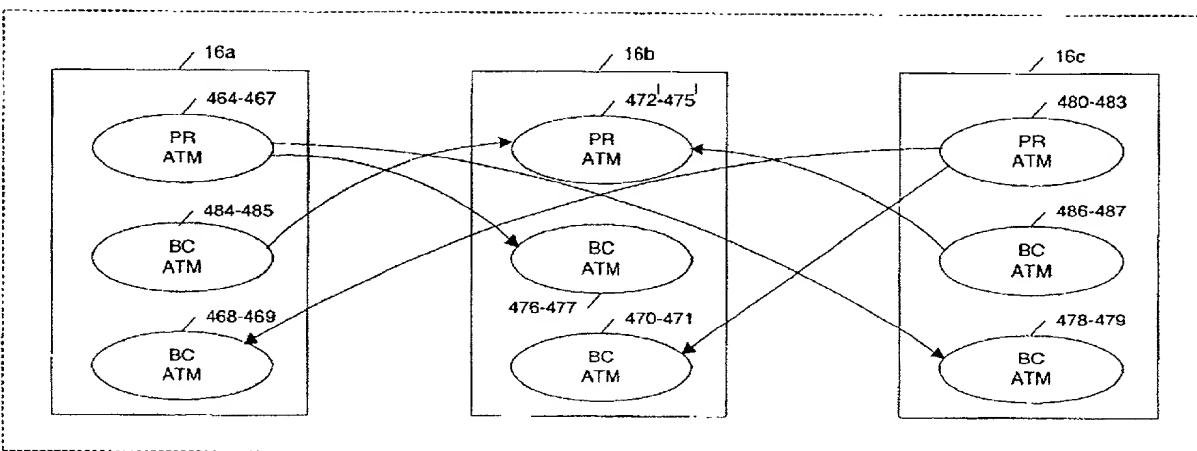 16a
464-467
PR
ATM
484-485
BC
ATM
468-469
BC
ATM
16b
472-475
PR
ATM
BC
ATM
476-477
470-471
BC
ATM
16c
480-483
PR
ATM
486-487
BC
ATM
478-479
BC
ATM